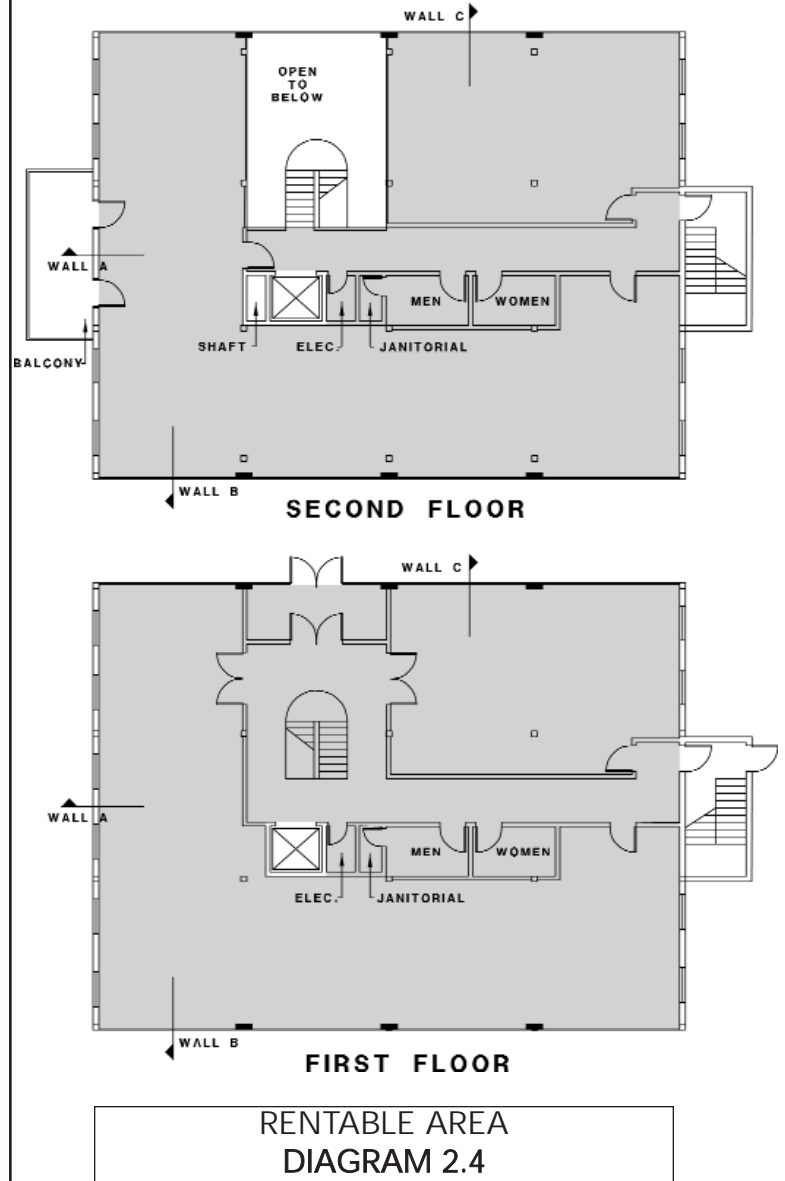 WALL C
OPEN
TO
BELOW
WALL A
MEN
WOMEN
SHAFT
ELEC.
JANITORIAL
BALCONY
WALL B
SECOND FLOOR
WALL C
WALL A
MEN
WOMEN
ELEC.
JANITORIAL
WALL B
FIRST FLOOR
RENTABLE AREA
DIAGRAM 2.4